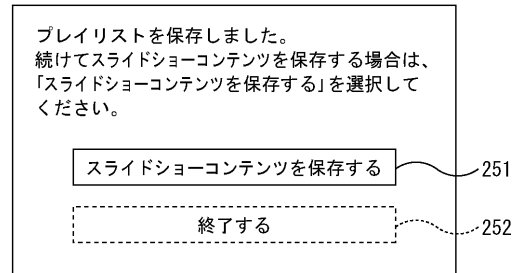 プレイリストを保存しました。
続けてスライドショーコンテンツを保存する場合は、
「スライドショーコンテンツを保存する」を選択して
ください。
スライドショーコンテンツを保存する
251
終了する
252